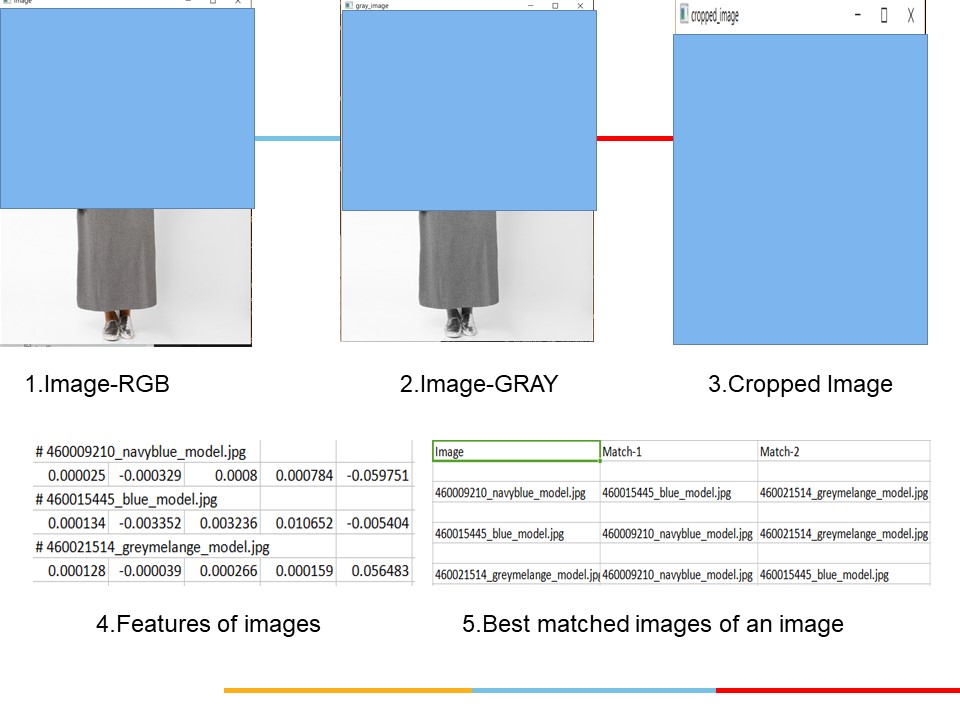 image
gray_image
cropped_image
1.Image-RGB
2.Image-GRAY
3.Cropped Image
# 460009210_navyblue_model.jpg
0.000025 -0.000329 0.0008 0.000784 -0.059751
# 460015445_blue_model.jpg
0.000134 -0.003352 0.003236 0.010652 -0.005404
# 460021514_greymelange_model.jpg
0.000128 -0.000039 0.000266 0.000159 0.056483
Image Match-1 Match-2
460009210_navyblue_model.jpg 460015445_blue_model.jpg 460021514_greymelange_model.jpg
460015445_blue_model.jpg 460009210_navyblue_model.jpg 460021514_greymelange_model.jpg
460021514_greymelange_model.jpg 460009210_navyblue_model.jpg 460015445_blue_model.jpg
4.Features of images
5.Best matched images of an image